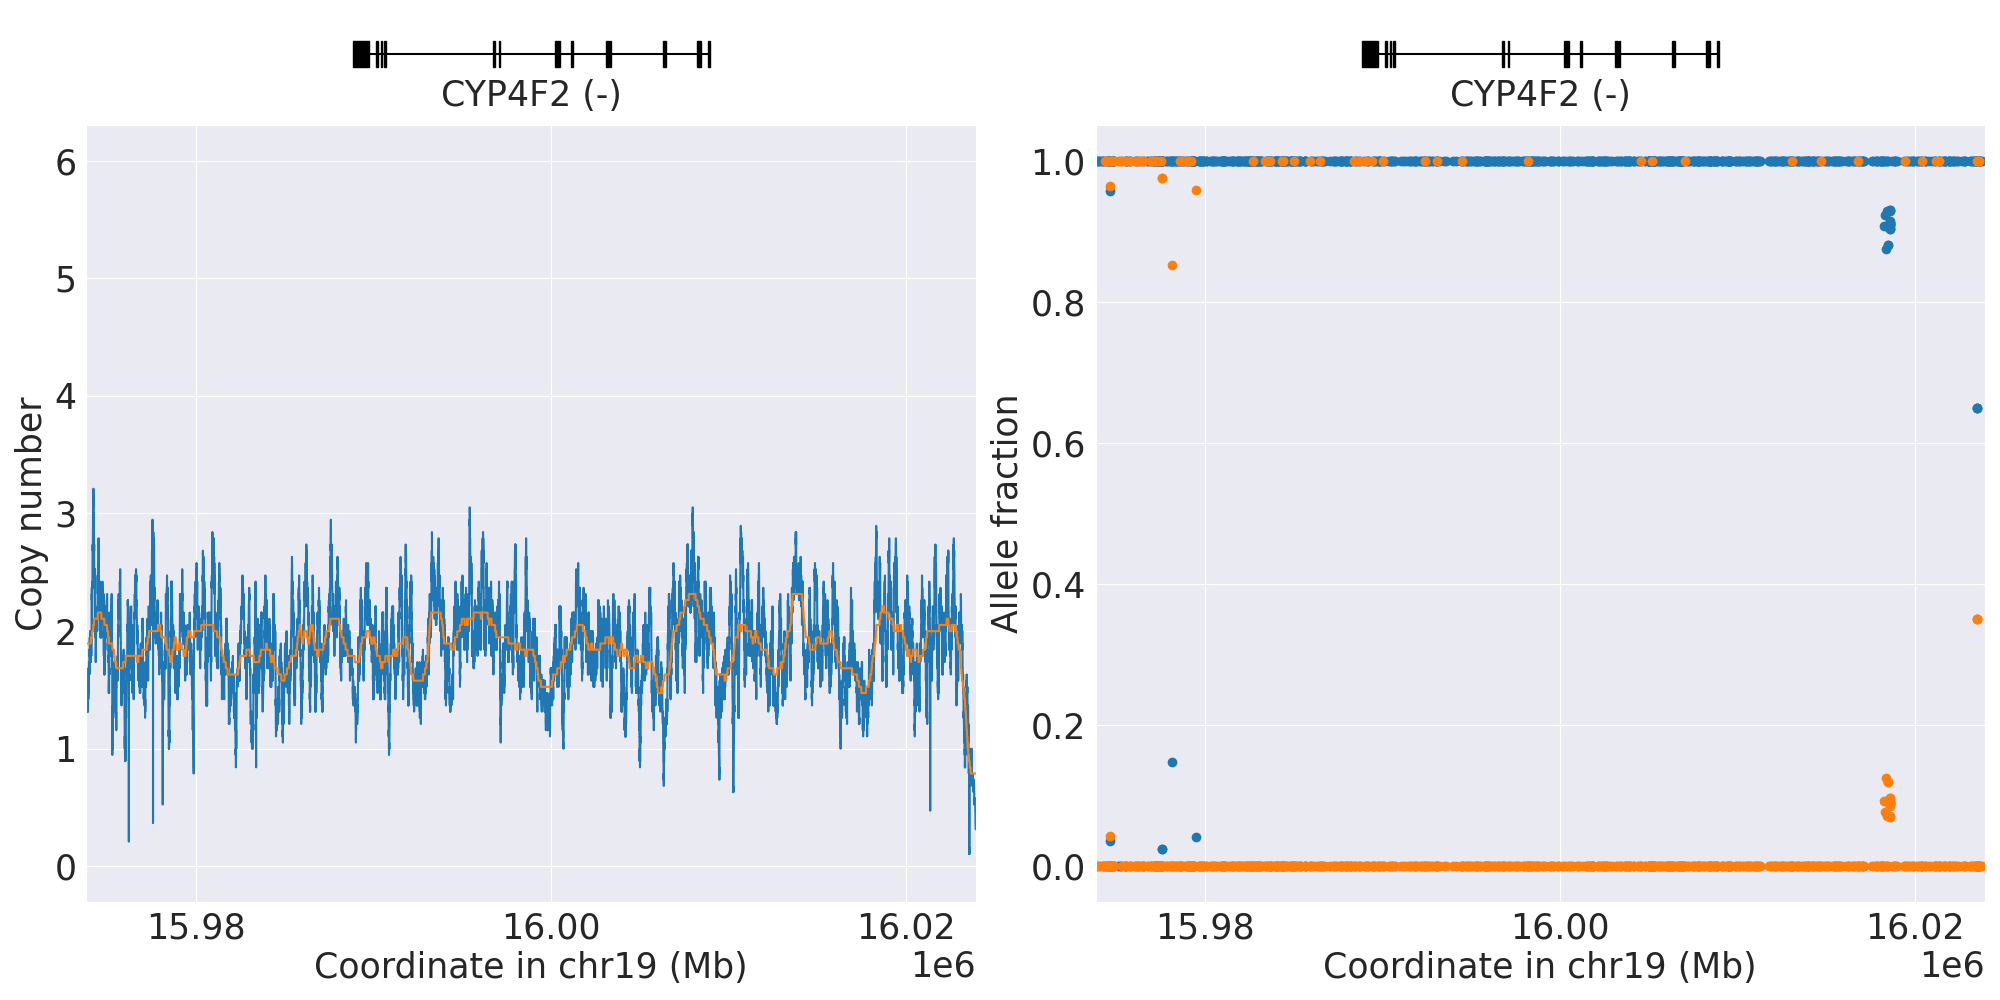 CYP4F2 (-)
6
5
4
3
2
1
0
Copy number
15.98
16.00
16.02
Coordinate in chr19 (Mb)
1e6
CYP4F2 (-)
1.0
0.8
0.6
0.4
0.2
0.0
Allele fraction
15.98
16.00
16.02
Coordinate in chr19 (Mb)
1e6